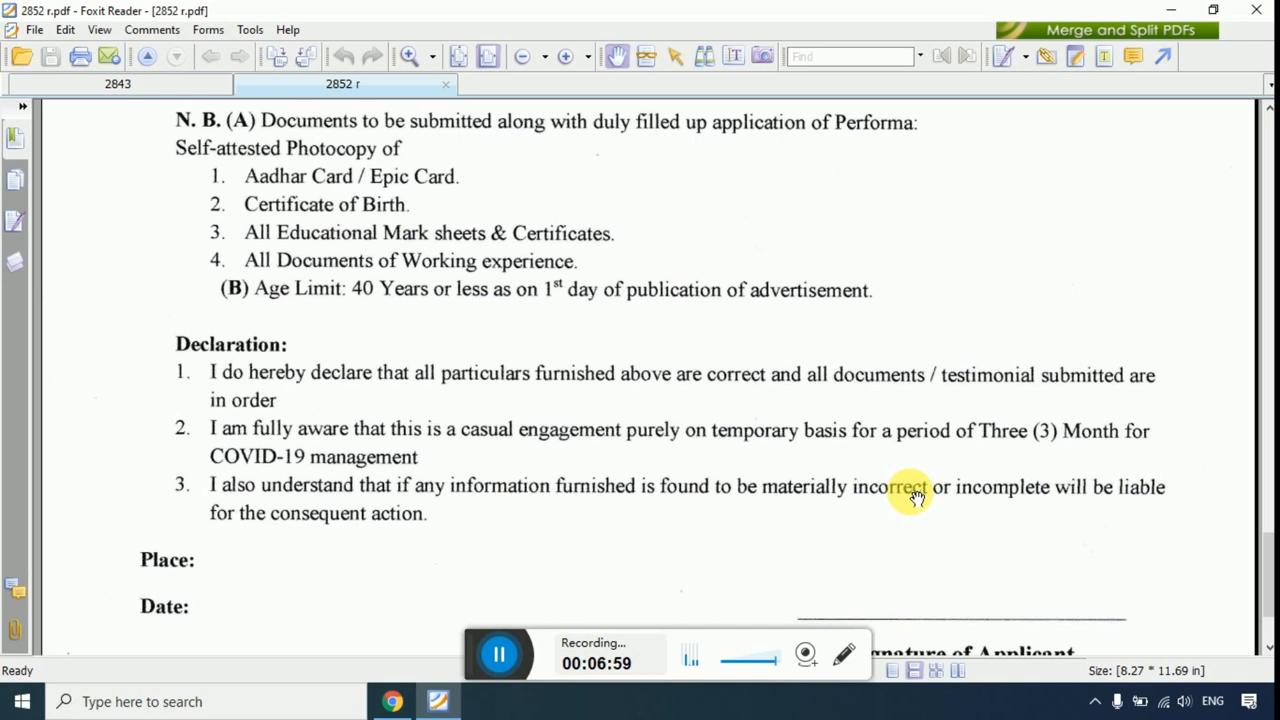 2852 r.pdf - Foxit Reader - [2852 r.pdf]
File Edit View Comments Forms Tools Help
Merge and Split PDFs
Find
2843 2852 r
N. B. (A) Documents to be submitted along with duly filled up application of Performa:
Self-attested Photocopy of
1. Aadhar Card / Epic Card.
2. Certificate of Birth.
3. All Educational Mark sheets & Certificates.
4. All Documents of Working experience.
(B) Age Limit: 40 Years or less as on 1st day of publication of advertisement.
Declaration:
1. I do hereby declare that all particulars furnished above are correct and all documents / testimonial submitted are
in order
2. I am fully aware that this is a casual engagement purely on temporary basis for a period of Three (3) Month for
COVID-19 management
3. I also understand that if any information furnished is found to be materially incorrect or incomplete will be liable
for the consequent action.
Place:
Date:
gnature of Applicant
Recording...
00:06:59
Ready Size: [8.27 * 11.69 in]
Type here to search ENG